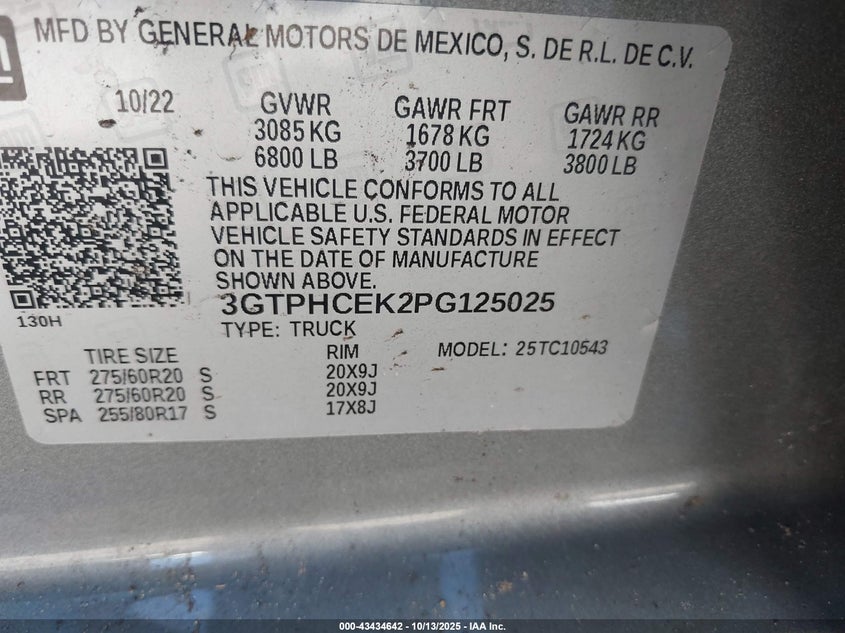 MFD BY GENERAL MOTORS DE MEXICO, S. DE R.L. DE C.V.
10/22 GVWR GAWR FRT GAWR RR
3085 KG 1678 KG 1724 KG
6800 LB 3700 LB 3800 LB
THIS VEHICLE CONFORMS TO ALL
APPLICABLE U.S. FEDERAL MOTOR
VEHICLE SAFETY STANDARDS IN EFFECT
ON THE DATE OF MANUFACTURE
SHOWN ABOVE.
3GTPHCEK2PG125025
130H
TYPE: TRUCK
TIRE SIZE RIM MODEL: 25TC10543
FRT 275/60R20 S 20X9J
RR 275/60R20 S 20X9J
SPA 255/80R17 S 17X8J
000-43434642 - 10/13/2025 - IAA Inc.